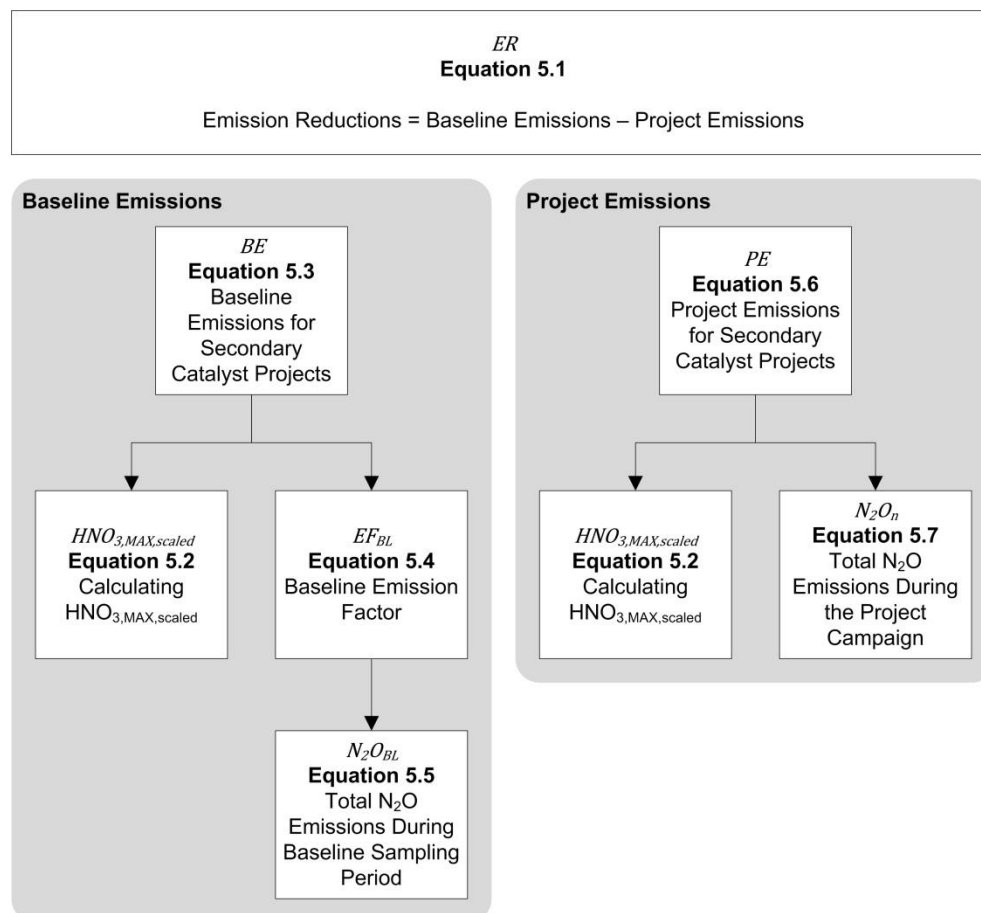 ER
Equation 5.1
Emission Reductions = Baseline Emissions – Project Emissions
Baseline Emissions
BE
Equation 5.3
Baseline
Emissions for
Secondary
Catalyst Projects
HNO3,MAX,scaled
Equation 5.2
Calculating
HNO3,MAX,scaled
EFBL
Equation 5.4
Baseline Emission
Factor
N2OBL
Equation 5.5
Total N2O
Emissions During
Baseline Sampling
Period
Project Emissions
PE
Equation 5.6
Project Emissions
for Secondary
Catalyst Projects
HNO3,MAX,scaled
Equation 5.2
Calculating
HNO3,MAX,scaled
N2On
Equation 5.7
Total N2O
Emissions During
the Project
Campaign